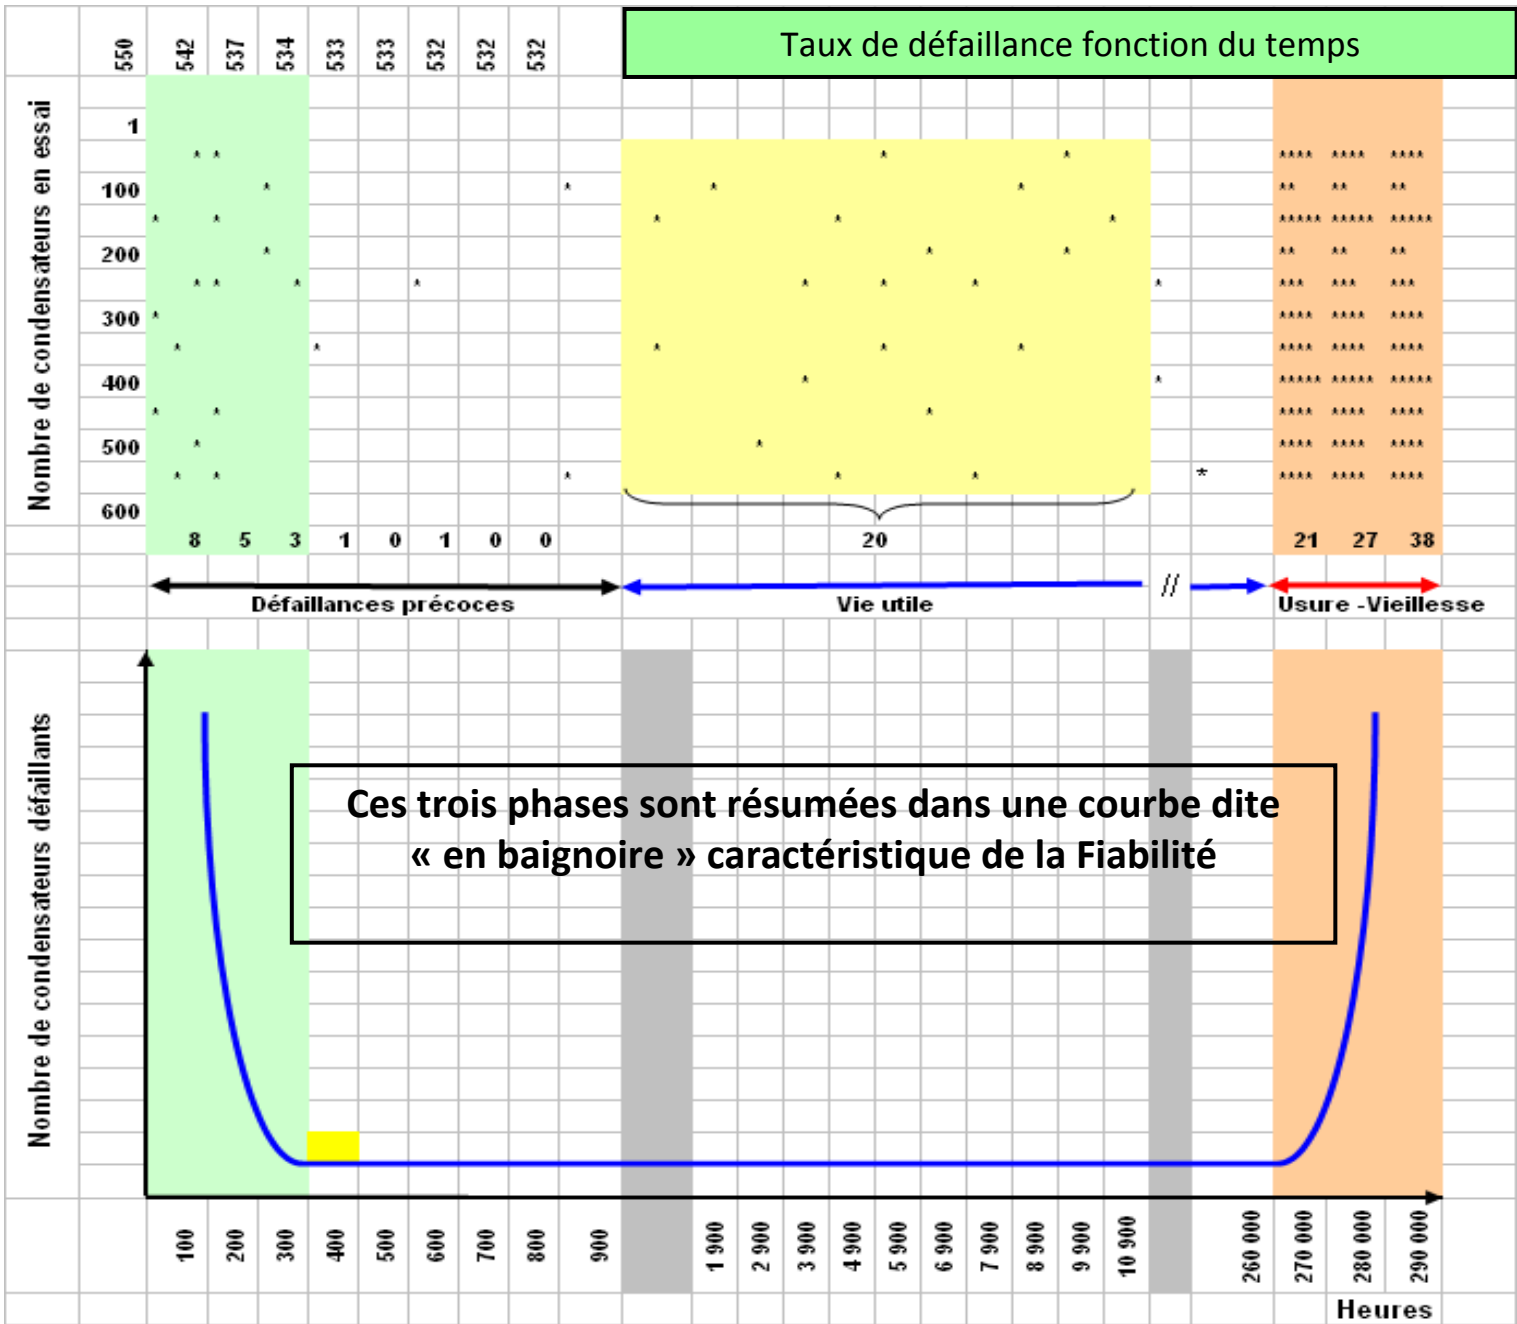 550 542 537 534 533 533 532 532 532
Taux de défaillance fonction du temps
Nombre de condensateurs en essai
1
* * * * **** **** ****
100 * * * * ** ** **
* * * * * ***** ***** *****
200 * * * ** ** **
* * * * * * * * *** *** ***
300 * **** **** ****
* * * * * **** **** ****
400 * * ***** ***** *****
* * * **** **** ****
500 * * **** **** ****
* * * * * * **** **** ****
600
8 5 3 1 0 1 0 0 20 21 27 38
//
Défaillances précoces Vie utile Usure -Vieillesse
Nombre de condensateurs défaillants
Ces trois phases sont résumées dans une courbe dite
« en baignoire » caractéristique de la Fiabilité
100 200 300 400 500 600 700 800 900 1 900 2 900 3 900 4 900 5 900 6 900 7 900 8 900 9 900 10 900 260 000 270 000 280 000 290 000
Heures